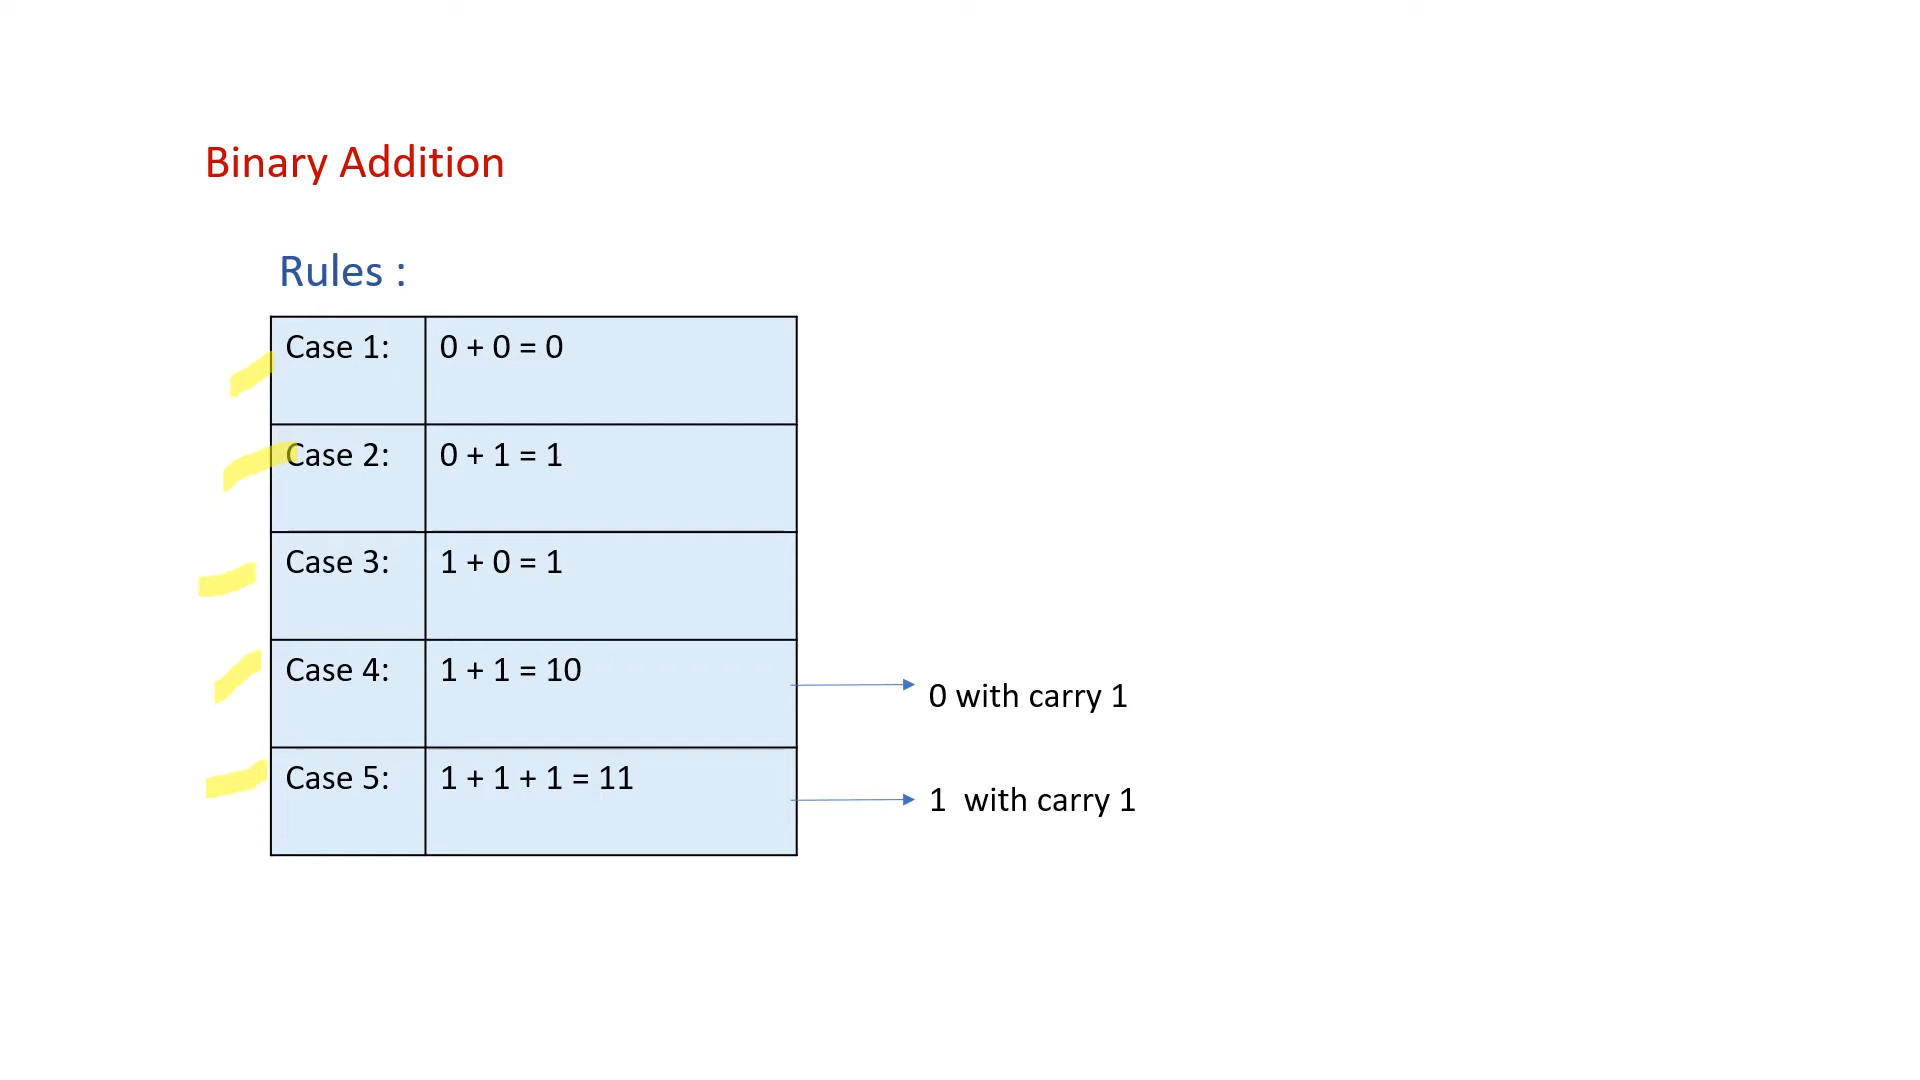 Binary Addition
Rules :
Case 1: 0 + 0 = 0
Case 2: 0 + 1 = 1
Case 3: 1 + 0 = 1
Case 4: 1 + 1 = 10
0 with carry 1
Case 5: 1 + 1 + 1 = 11
1 with carry 1